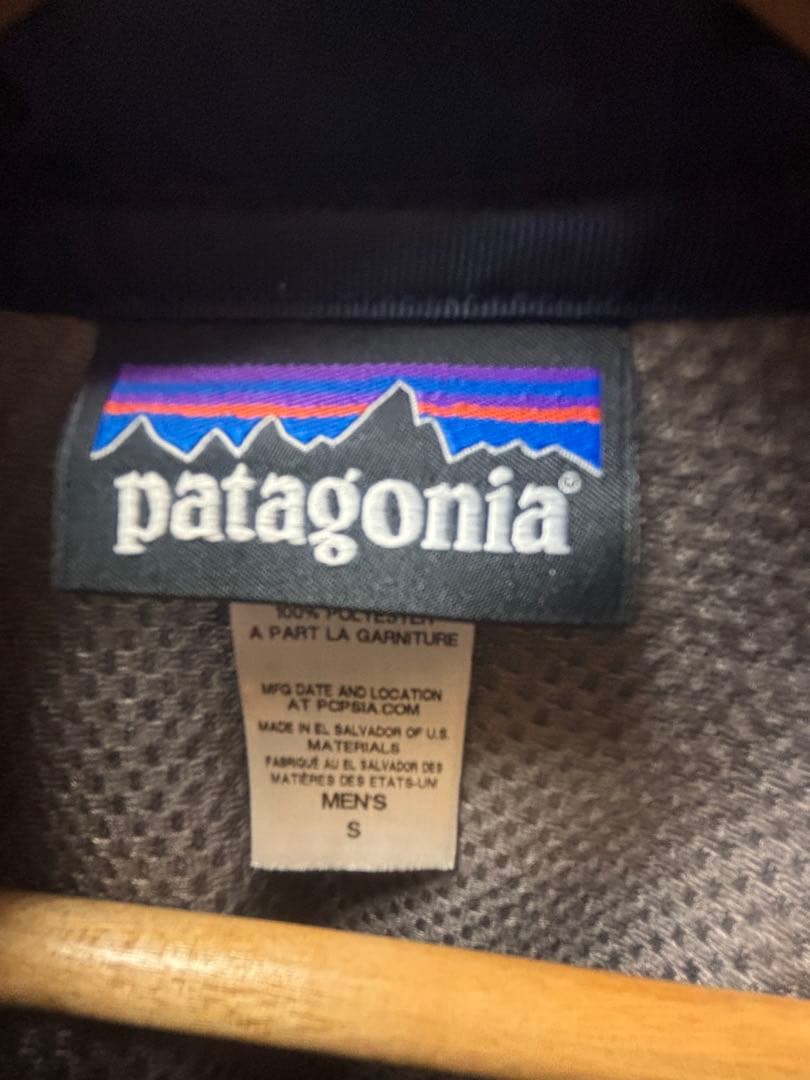 patagonia®
100% POLYESTER
A PART LA GARNITURE
MFG DATE AND LOCATION
AT PCPSIA.COM
MADE IN EL SALVADOR OF U.S.
MATERIALS
FABRIQUÉ AU EL SALVADOR DES
MATIÈRES DES ETATS-UNI
MEN'S
S